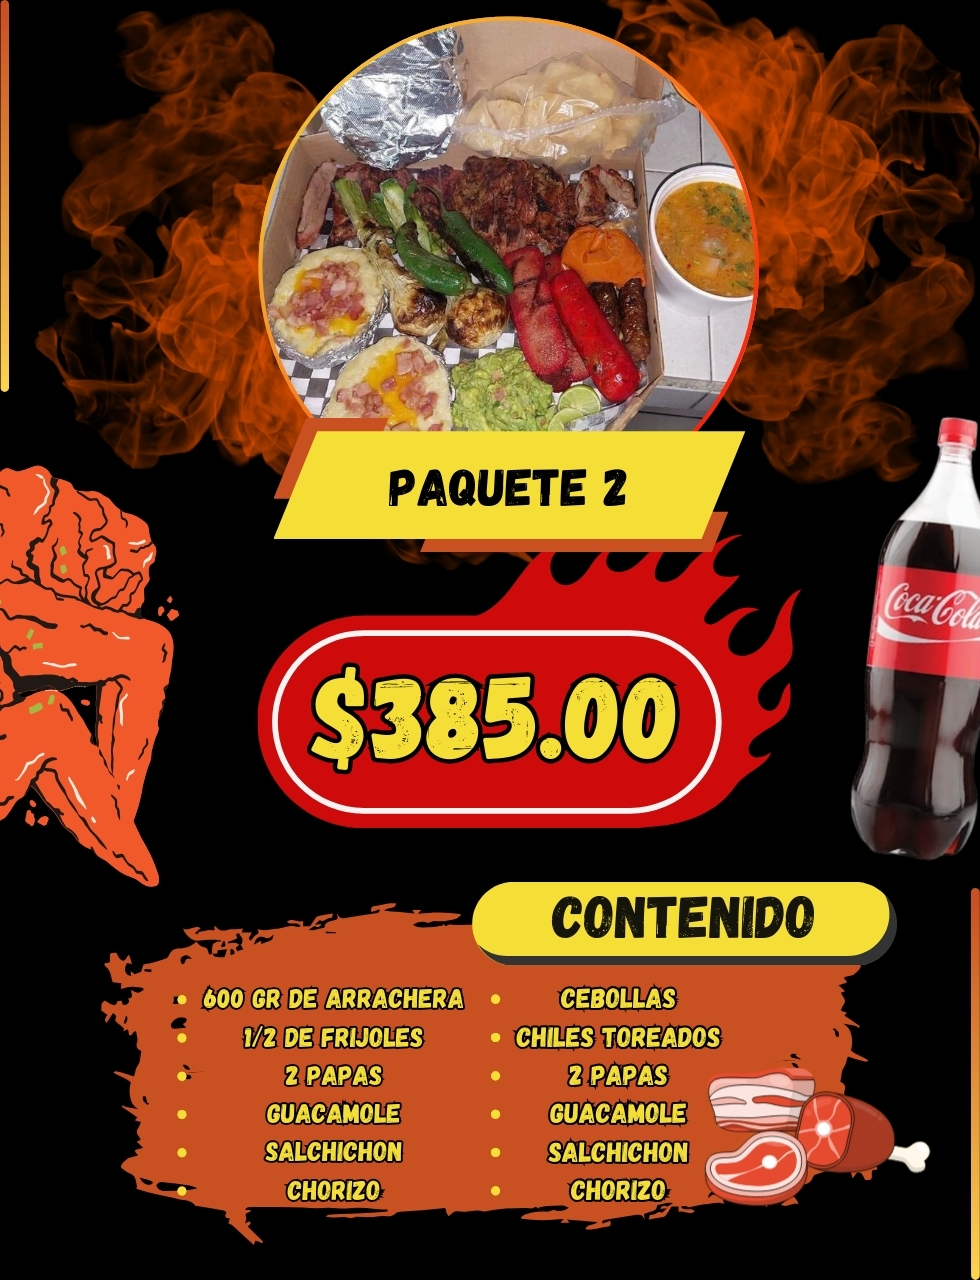 PAQUETE 2
Coca-Cola
$385.00
CONTENIDO
• 600 GR DE ARRACHERA
• 1/2 DE FRIJOLES
• 2 PAPAS
• GUACAMOLE
• SALCHICHON
• CHORIZO
• CEBOLLAS
• CHILES TOREADOS
• 2 PAPAS
• GUACAMOLE
• SALCHICHON
• CHORIZO